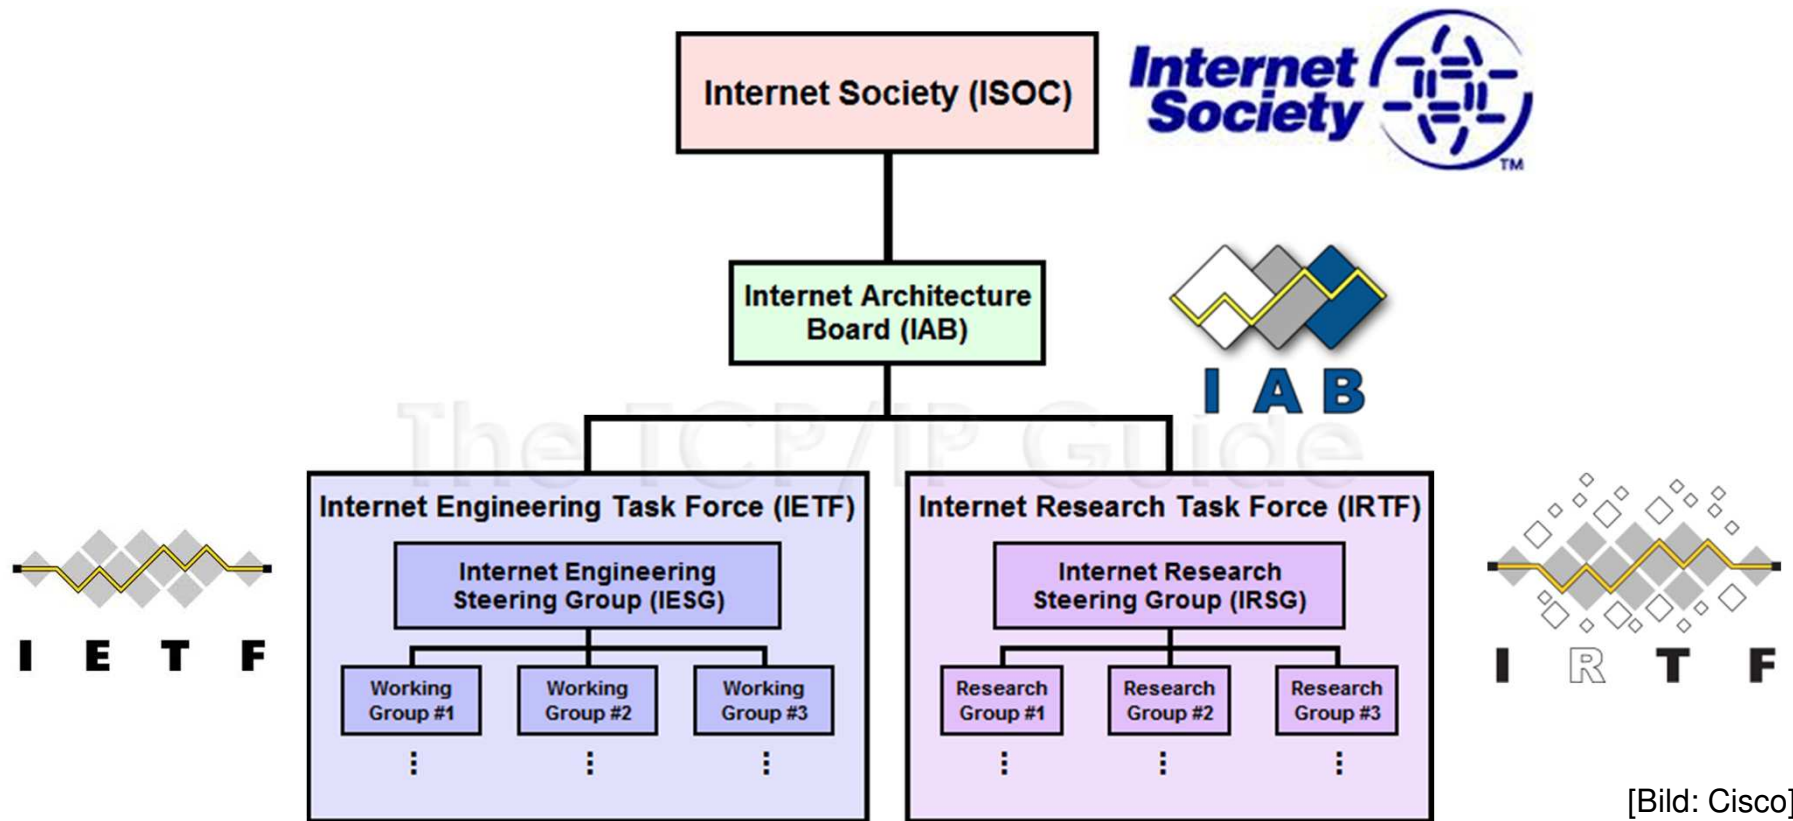 Internet Society (ISOC)
Internet
Society
TM
Internet Architecture
Board (IAB)
I A B
The TCP/IP Guide
Internet Engineering Task Force (IETF)
Internet Engineering
Steering Group (IESG)
Working
Group #1
Working
Group #2
Working
Group #3
⋮
⋮
⋮
I E T F
Internet Research Task Force (IRTF)
Internet Research
Steering Group (IRSG)
Research
Group #1
Research
Group #2
Research
Group #3
⋮
⋮
⋮
I R T F
[Bild: Cisco]